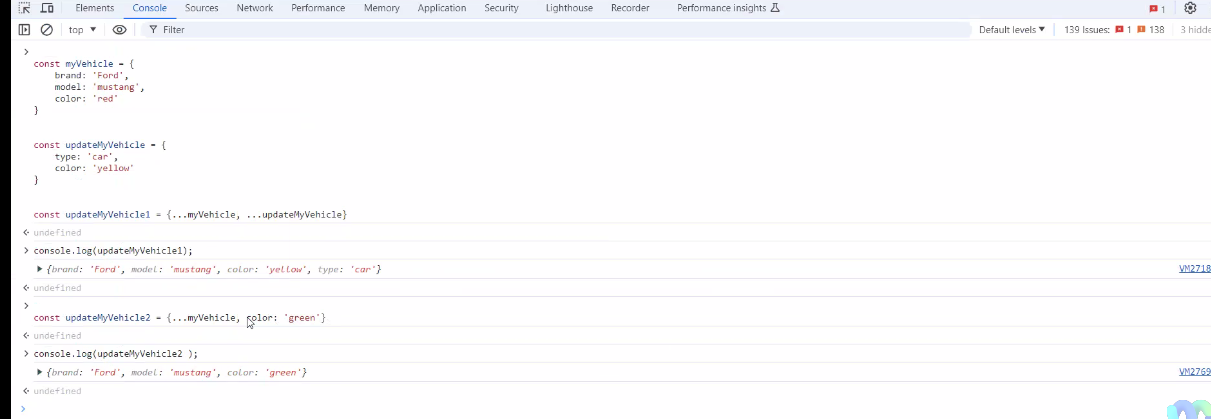 Elements Console Sources Network Performance Memory Application Security Lighthouse Recorder Performance insights 1
top Filter Default levels 139 Issues: 1 138 3 hidde
const myVehicle = {
brand: 'Ford',
model: 'mustang',
color: 'red'
}
const updateMyVehicle = {
type: 'car',
color: 'yellow'
}
const updateMyVehicle1 = {...myVehicle, ...updateMyVehicle}
undefined
console.log(updateMyVehicle1);
{brand: 'Ford', model: 'mustang', color: 'yellow', type: 'car'} VM2718
undefined
const updateMyVehicle2 = {...myVehicle, color: 'green'}
undefined
console.log(updateMyVehicle2 );
{brand: 'Ford', model: 'mustang', color: 'green'} VM2769
undefined